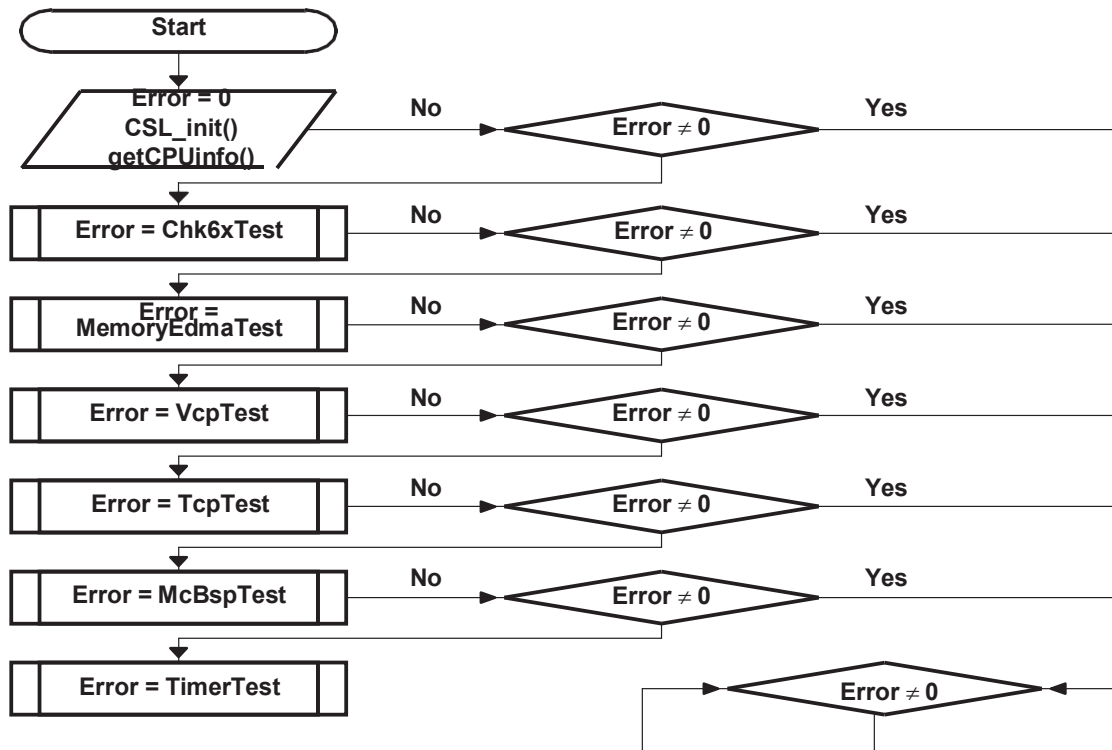 Start
Error = 0
CSL_init()
getCPUinfo()
No
Error ≠ 0
Yes
Error = Chk6xTest
No
Error ≠ 0
Yes
Error =
MemoryEdmaTest
No
Error ≠ 0
Yes
Error = VcpTest
No
Error ≠ 0
Yes
Error = TcpTest
No
Error ≠ 0
Yes
Error = McBspTest
No
Error ≠ 0
Yes
Error = TimerTest
Error ≠ 0